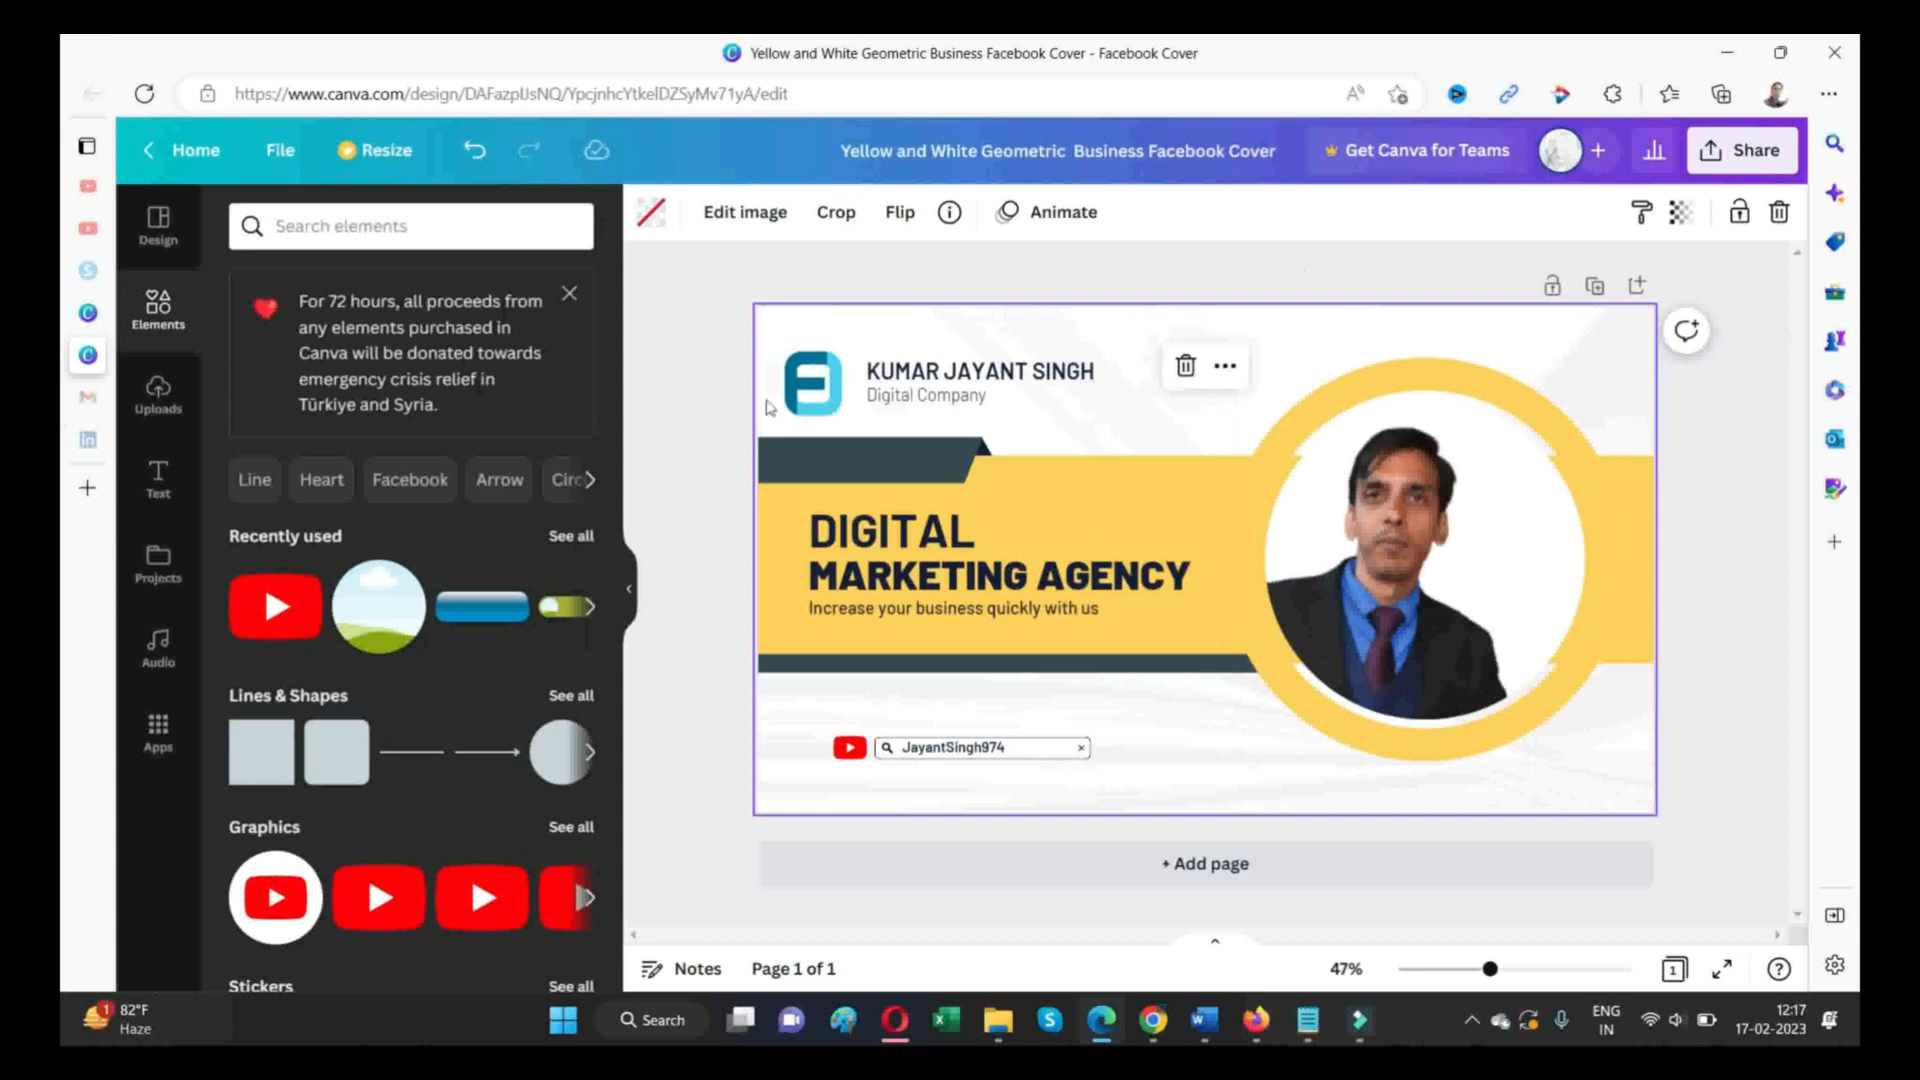 Yellow and White Geometric Business Facebook Cover - Facebook Cover
https://www.canva.com/design/DAFazpIJsNQ/YpcjnhcYtkelDZSyMv71yA/edit
Home
File
Resize
Yellow and White Geometric Business Facebook Cover
Get Canva for Teams
Share
Design
Elements
Uploads
Text
Projects
Audio
Apps
Search elements
For 72 hours, all proceeds from
any elements purchased in
Canva will be donated towards
emergency crisis relief in
Türkiye and Syria.
Line
Heart
Facebook
Arrow
Circ
Recently used
See all
Lines & Shapes
See all
Graphics
See all
Stickers
See all
Edit image
Crop
Flip
Animate
KUMAR JAYANT SINGH
Digital Company
DIGITAL
MARKETING AGENCY
Increase your business quickly with us
JayantSingh974
+ Add page
Notes
Page 1 of 1
47%
1
1
82°F
Haze
Search
ENG
IN
12:17
17-02-2023